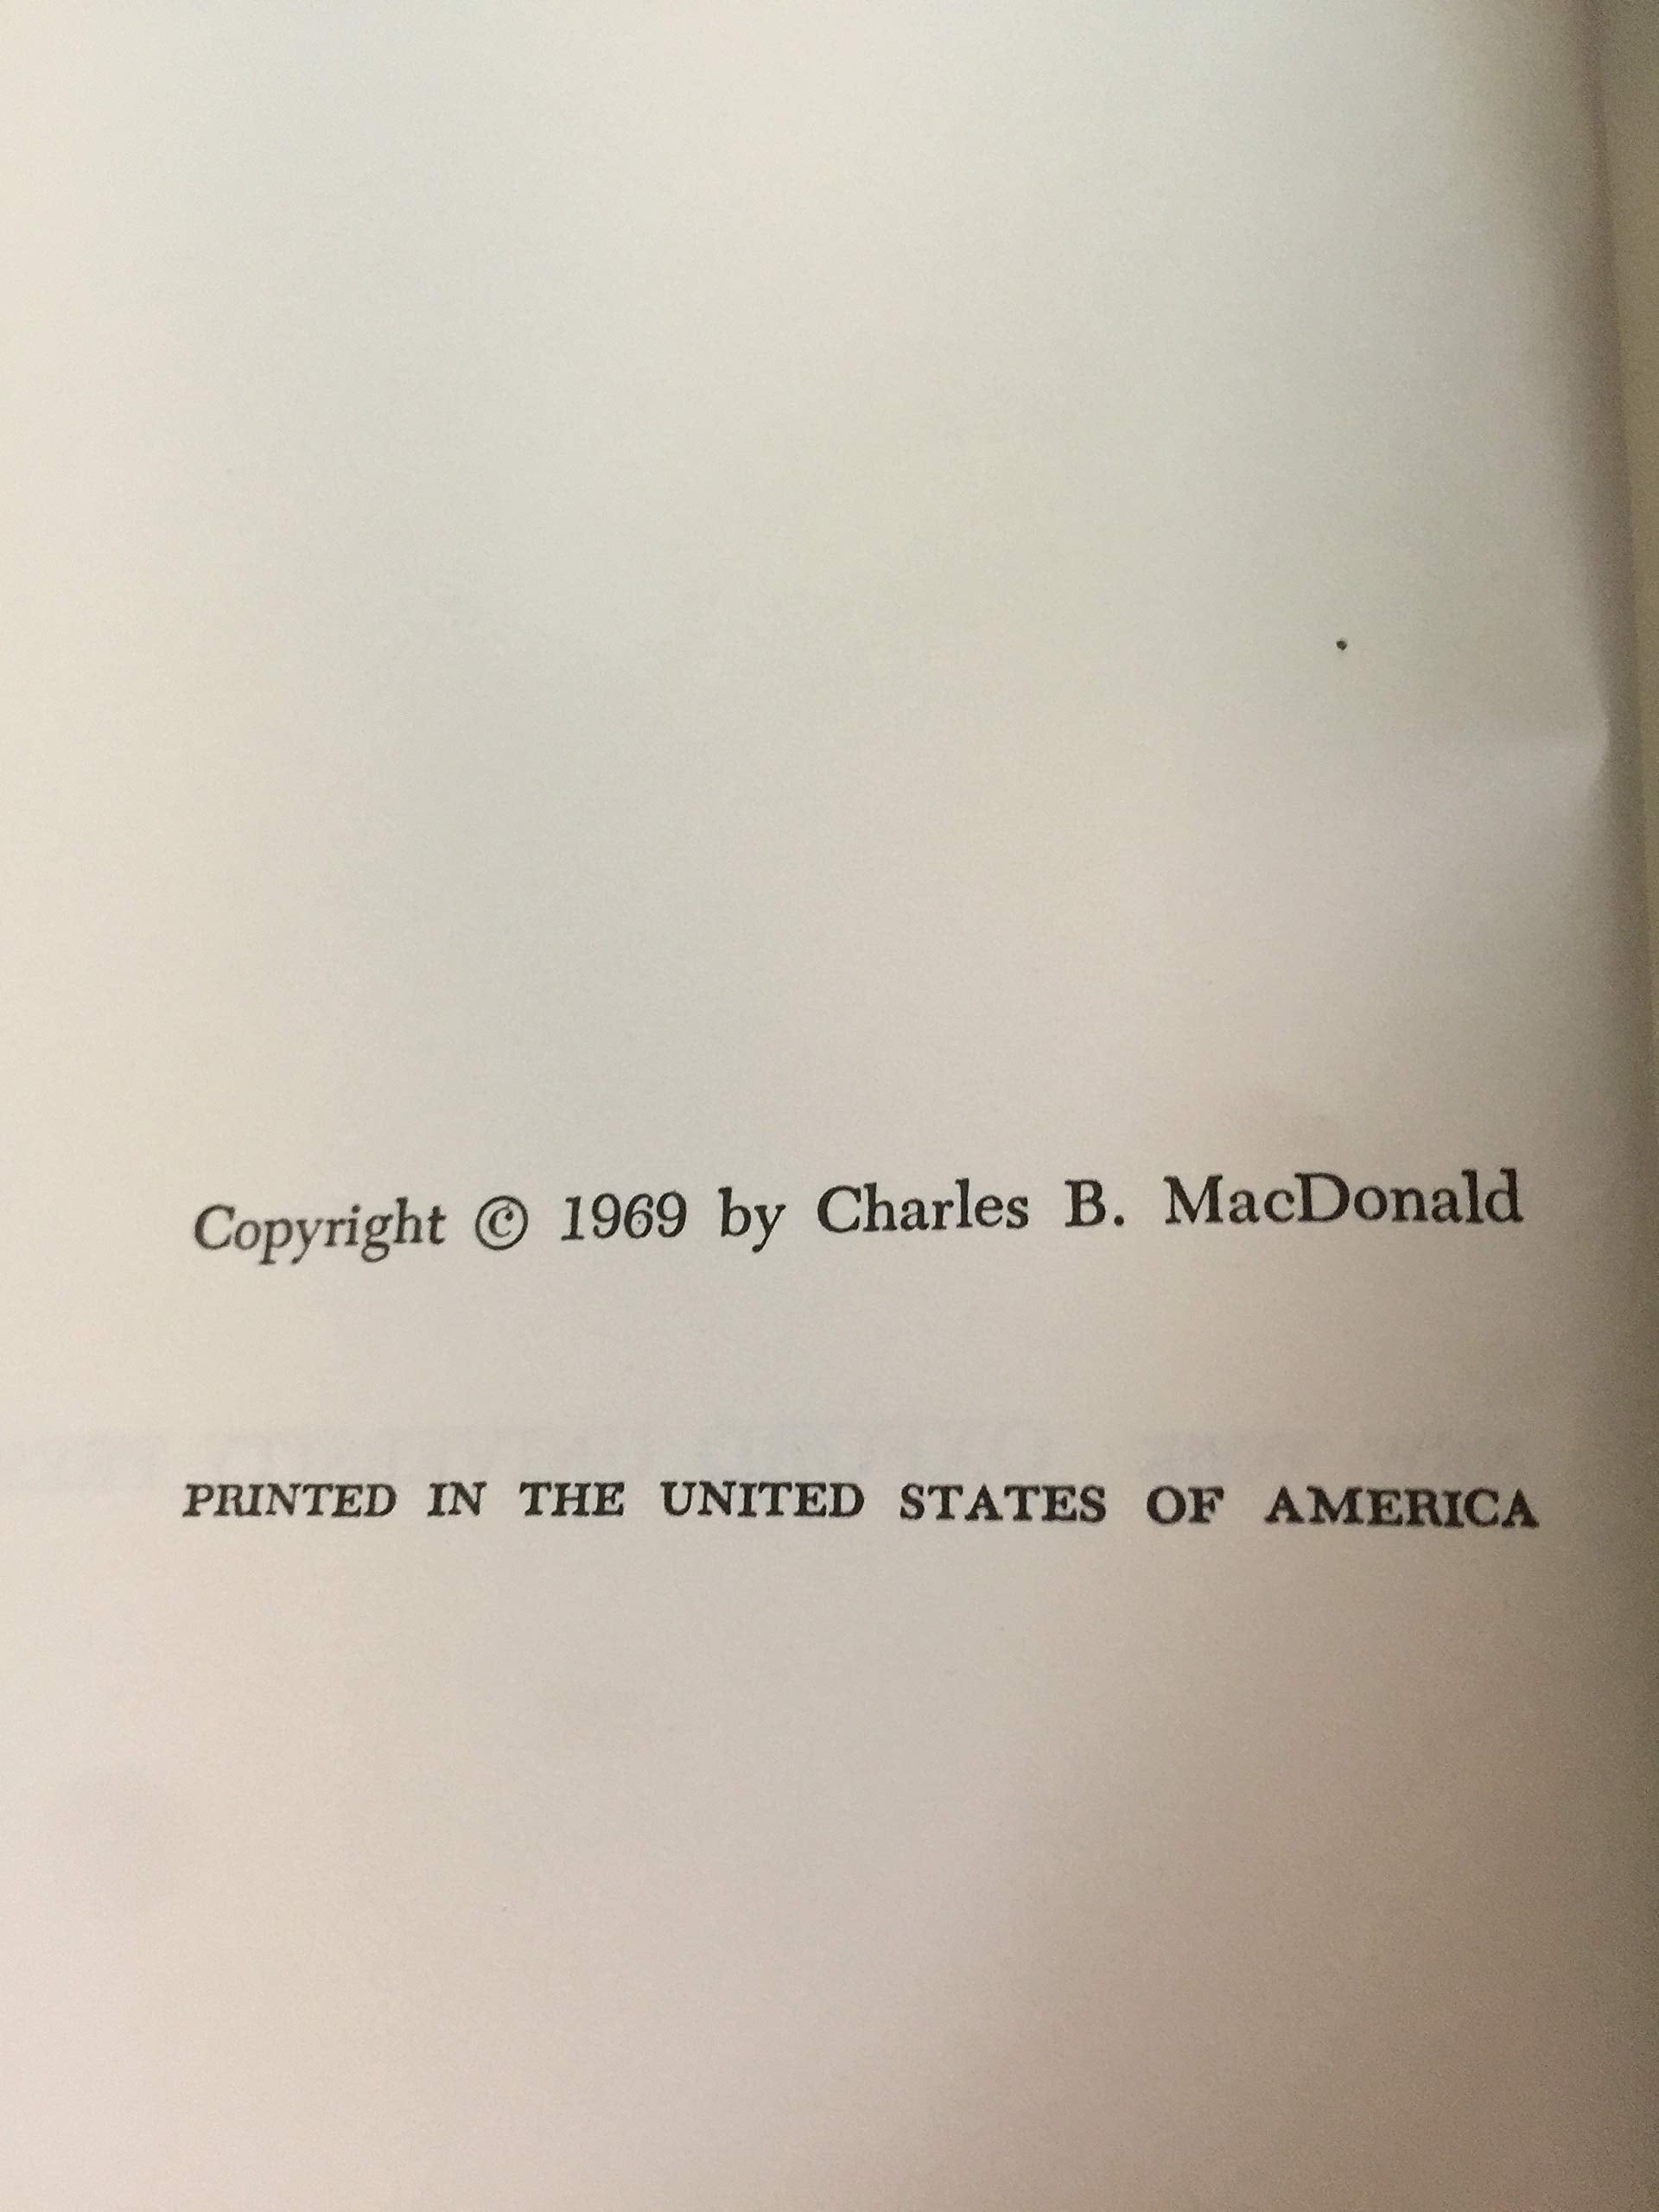 Copyright © 1969 by Charles B. MacDonald
PRINTED IN THE UNITED STATES OF AMERICA